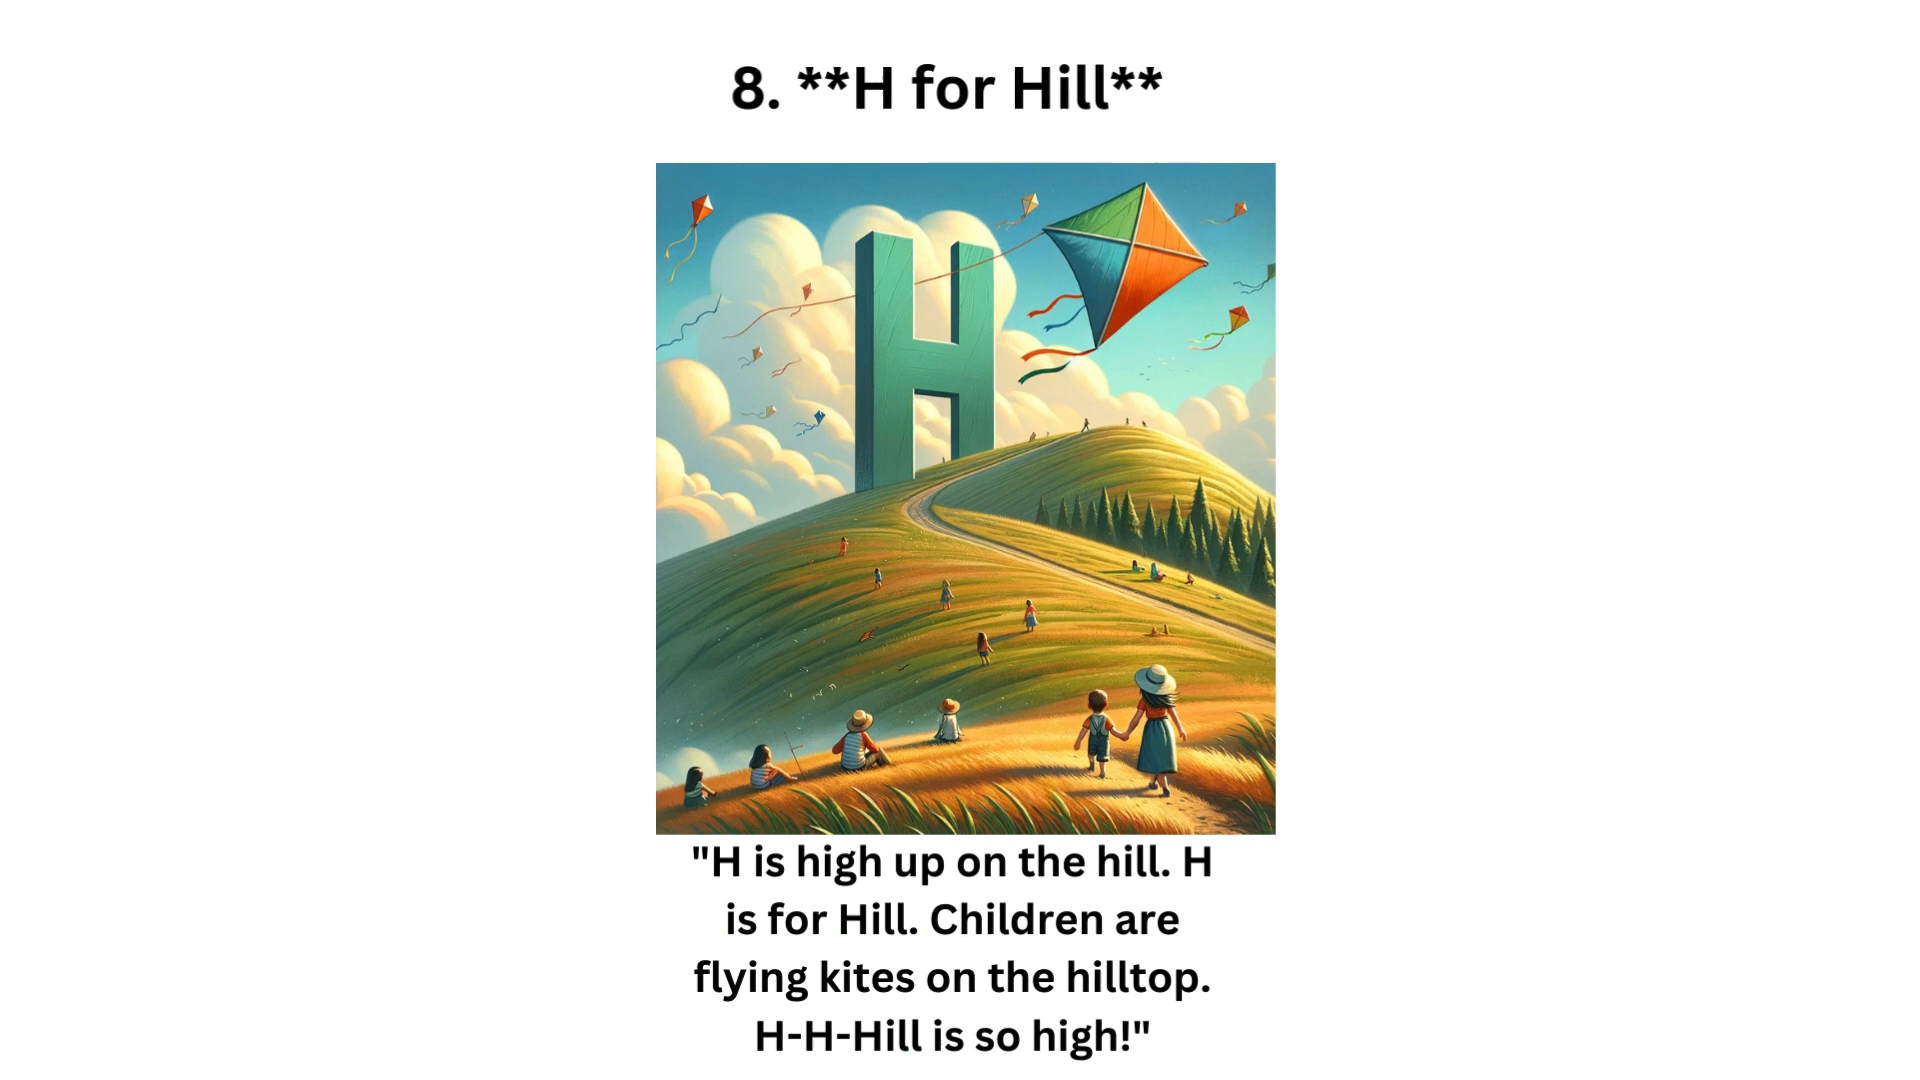 8. **H for Hill**
H
"H is high up on the hill. H
is for Hill. Children are
flying kites on the hilltop.
H-H-Hill is so high!"